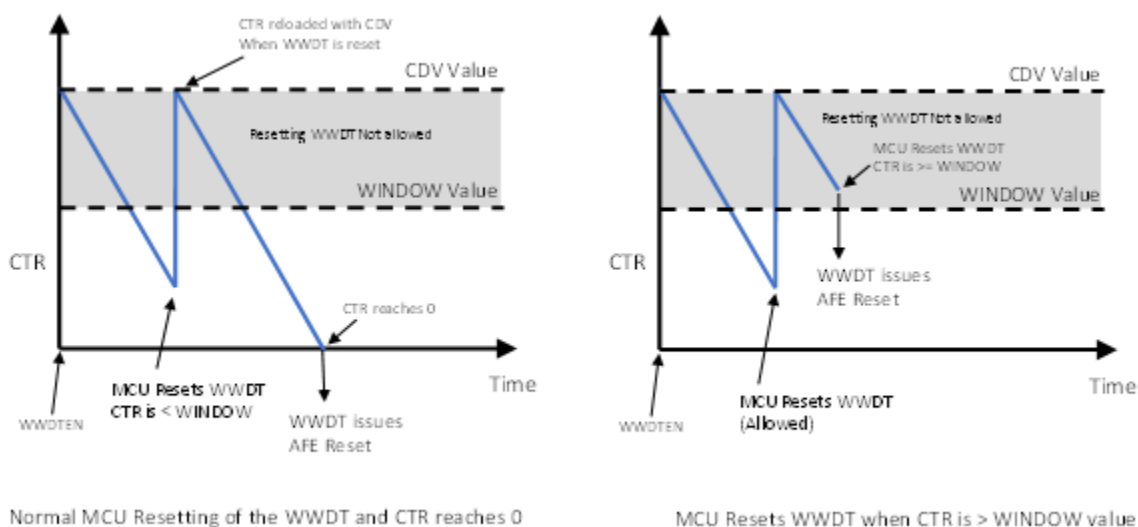 CTR reloaded with CDV
When WWDT is reset
CDV Value
Resetting WWDT Not allowed
WINDOW Value
CTR
CTR reaches 0
Time
MCU Resets WWDT
CTR is < WINDOW
WWDTEN
WWDT issues
AFE Reset
Normal MCU Resetting of the WWDT and CTR reaches 0
CDV Value
Resetting WWDT Not allowed
MCU Resets WWDT
CTR is >= WINDOW
WINDOW Value
CTR
WWDT issues
AFE Reset
Time
MCU Resets WWDT
(Allowed)
WWDTEN
MCU Resets WWDT when CTR is > WINDOW value